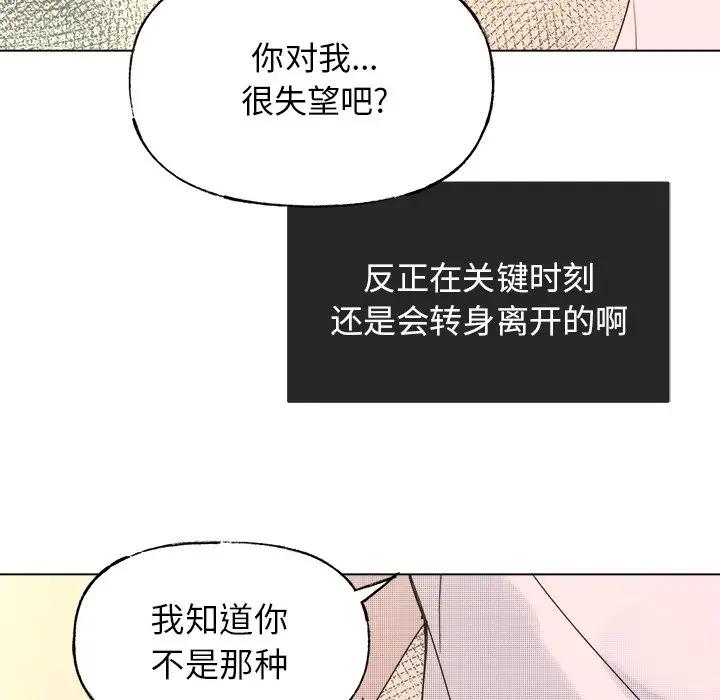 你对我...
很失望吧?
反正在关键时刻
还是会转身离开的啊
我知道你
不是那种